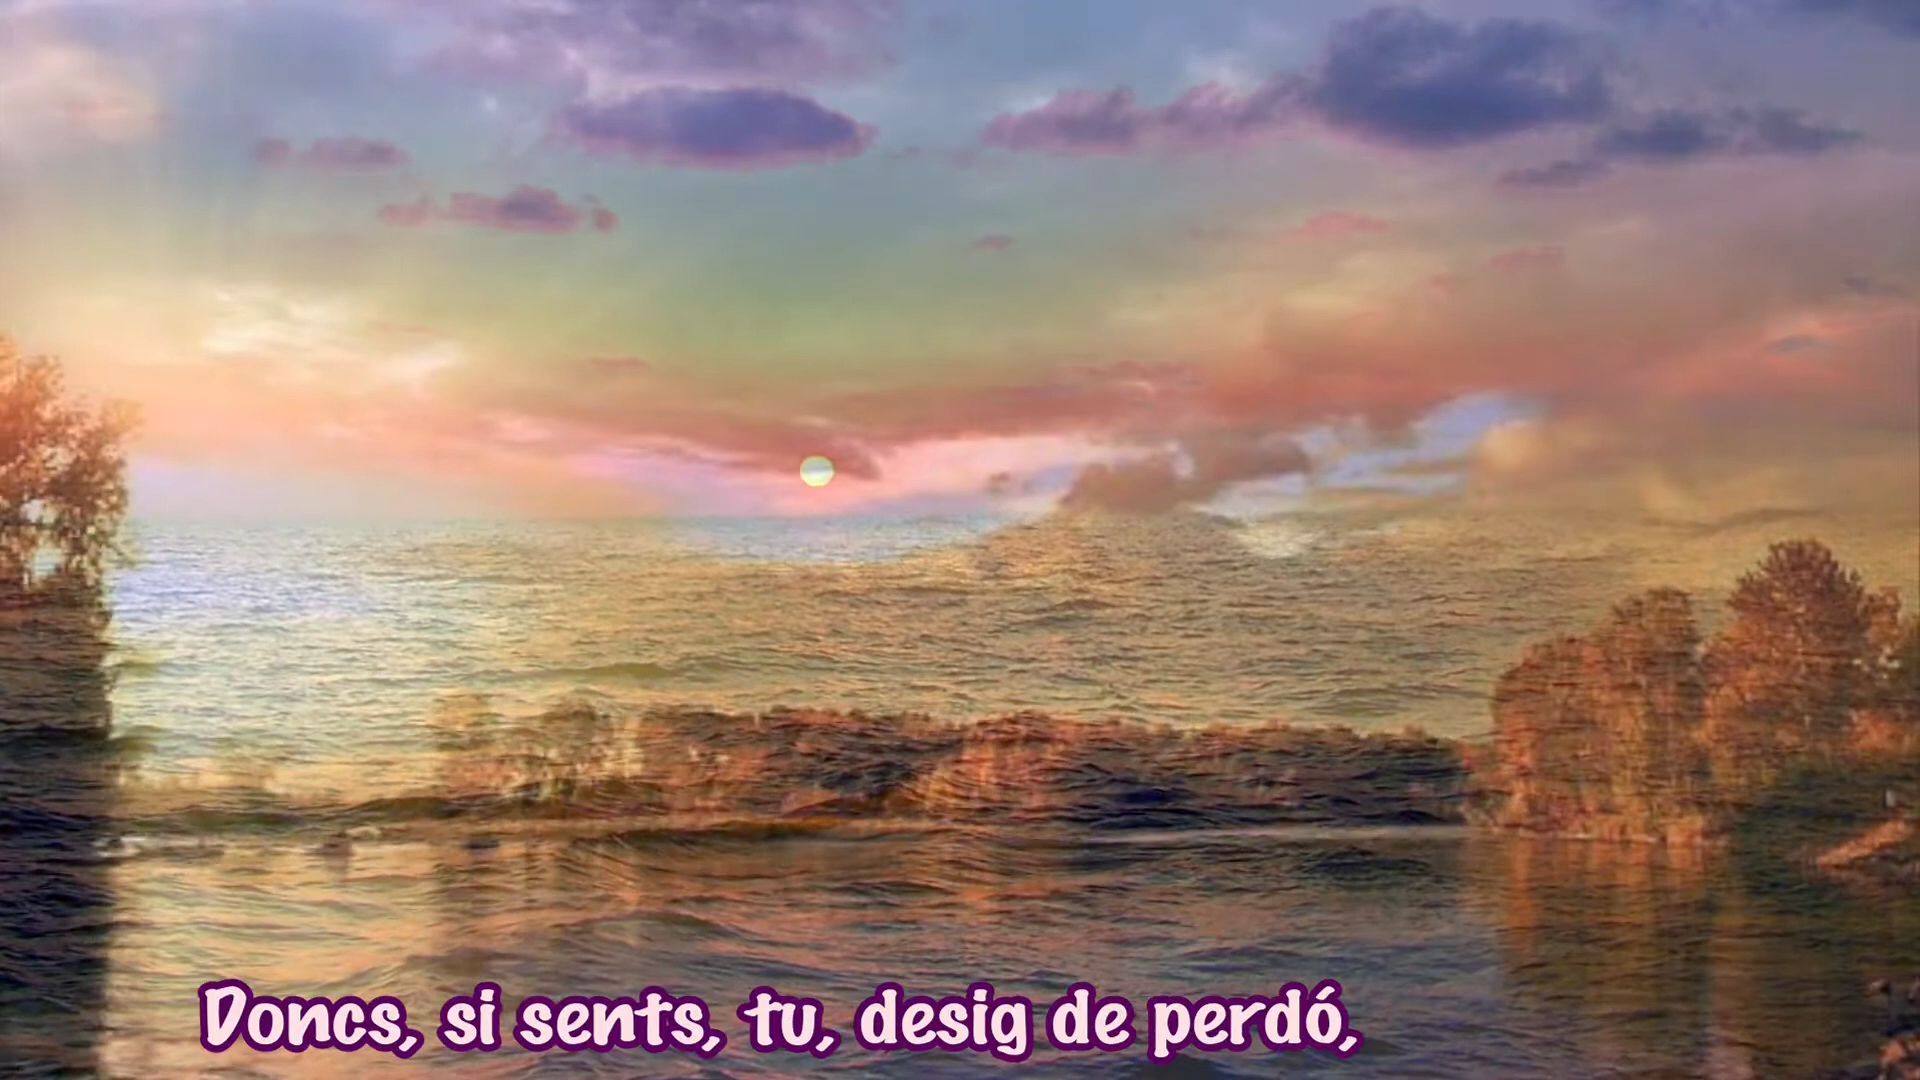 Doncs, si sents, tu, desig de perdó,